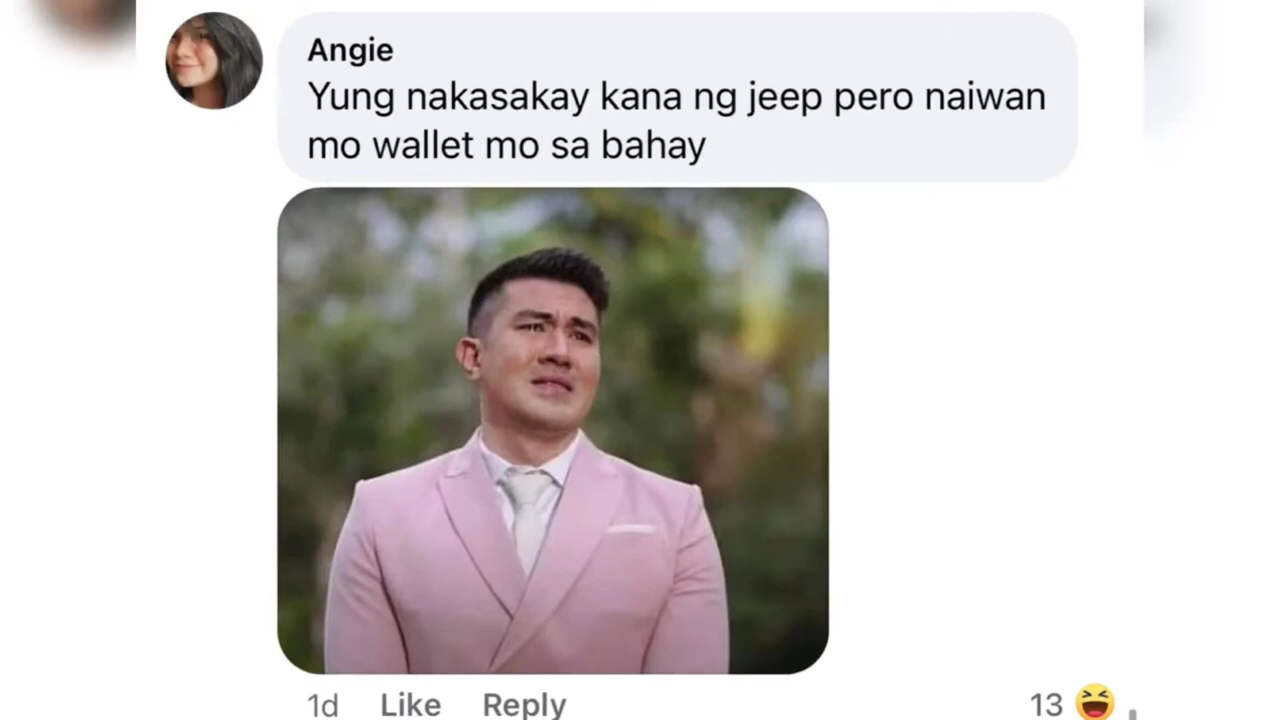 Angie
Yung nakasakay kana ng jeep pero naiwan
mo wallet mo sa bahay
1d Like Reply 13